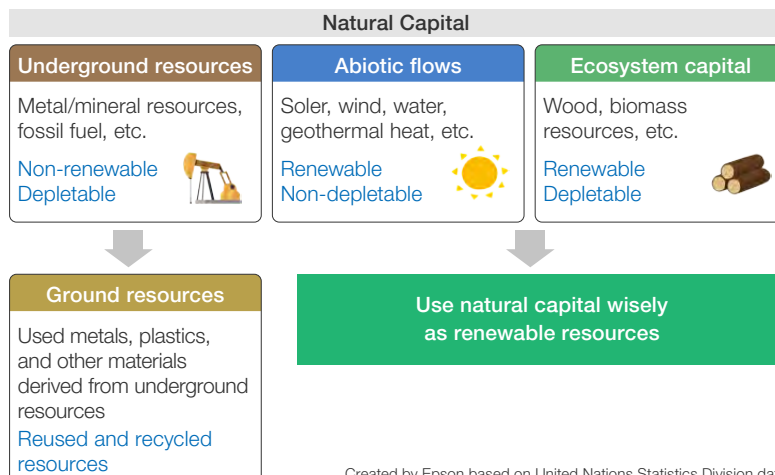 Natural Capital
Underground resources
Metal/mineral resources,
fossil fuel, etc.
Non-renewable
Depletable
Abiotic flows
Soler, wind, water,
geothermal heat, etc.
Renewable
Non-depletable
Ecosystem capital
Wood, biomass
resources, etc.
Renewable
Depletable
Ground resources
Used metals, plastics,
and other materials
derived from underground
resources
Reused and recycled
resources
Use natural capital wisely
as renewable resources
Created by Epson based on United Nations Statistics Division